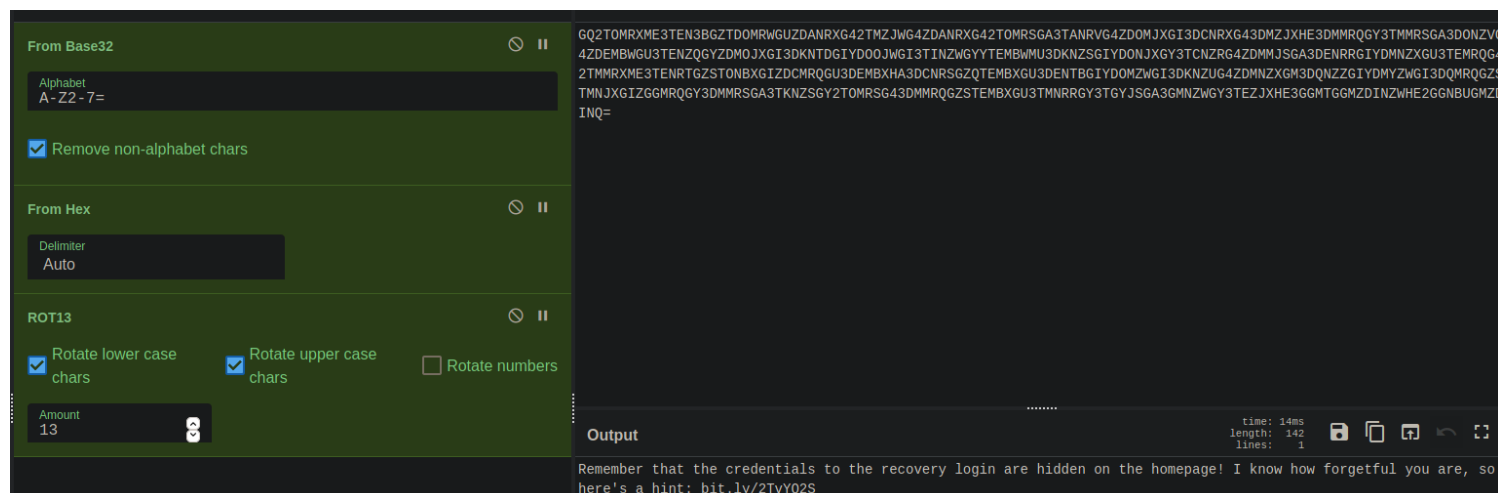 From Base32
Alphabet
A-Z2-7=
Remove non-alphabet chars
From Hex
Delimiter
Auto
ROT13
Rotate lower case chars
Rotate upper case chars
Rotate numbers
Amount
13
GQ2TOMRXME3TEN3BGZTDOMRWGUZDANRXG42TMZJWG4ZDANRXG42TOMRSGA3TANRVG4ZDOMJXGI3DCNRXG43DMZJXHE3DMMRQGY3TMMRSGA3DONZV
4ZDEMBWGU3TENZQGYZDMOJXGI3DKNTDGIYDOOJWGI3TINZWGYYTEMBWMU3DKNZSGIYDONJXGY3TCNZRG4ZDMMJSGA3DENRRGIYDMNZXGU3TEMRQG
2TMMRXME3TENRTGZSTONBXGIZDCMRQGU3DEMBXHA3DCNRSGZQTEMBXGU3DENTBGIYDOMZWGI3DKNZUG4ZDMNZXGM3DQNZZGIYDMYZWGI3DQMRQGZS
TMNJXGIZGGMRQGY3DMMRSGA3TKNZSGY2TOMRSG43DMMRQGZSTEMBXGU3TMNRRGY3TGYJSGA3GMNZWGY3TEZJXHE3GGMTGGMZDINZWHE2GGNBUGMZD
INQ=
Output
time: 14ms
length: 142
lines: 1
Remember that the credentials to the recovery login are hidden on the homepage! I know how forgetful you are, so
here's a hint: bit.ly/2TyYQ2S